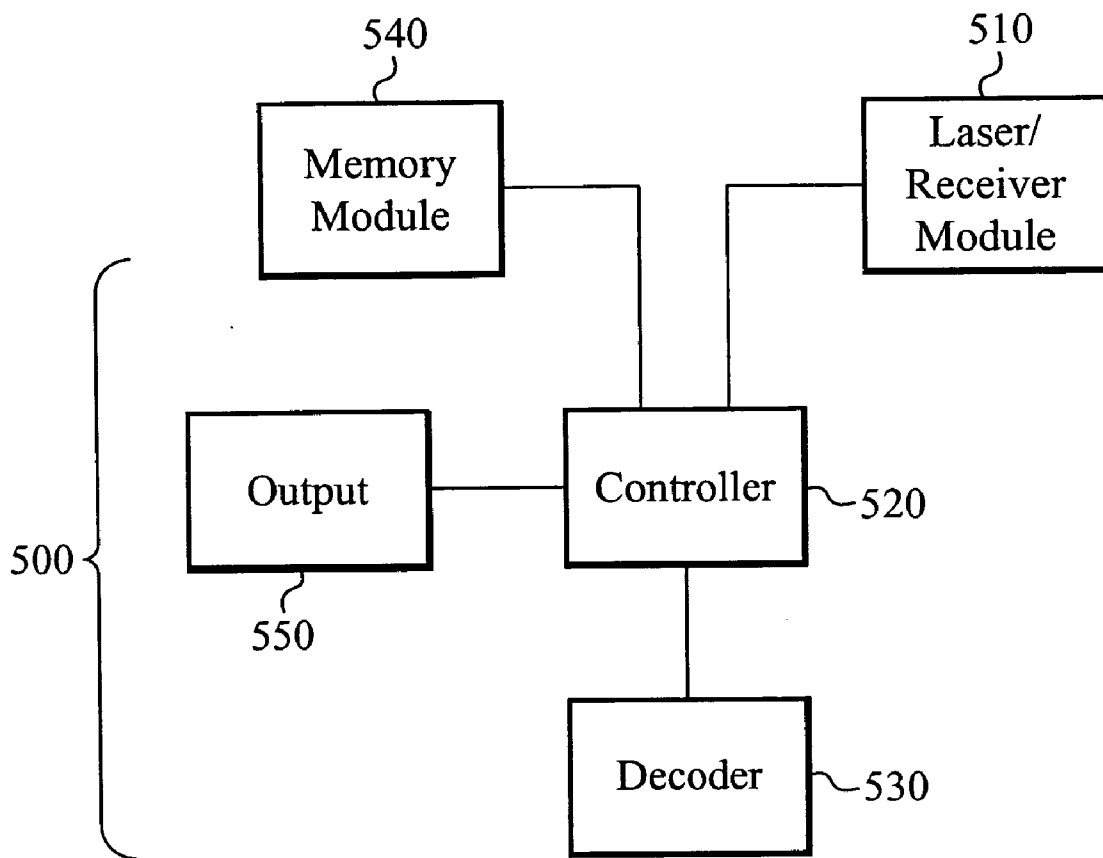 540
510
Memory
Module
Laser/
Receiver
Module
Output
Controller
520
500
550
Decoder
530